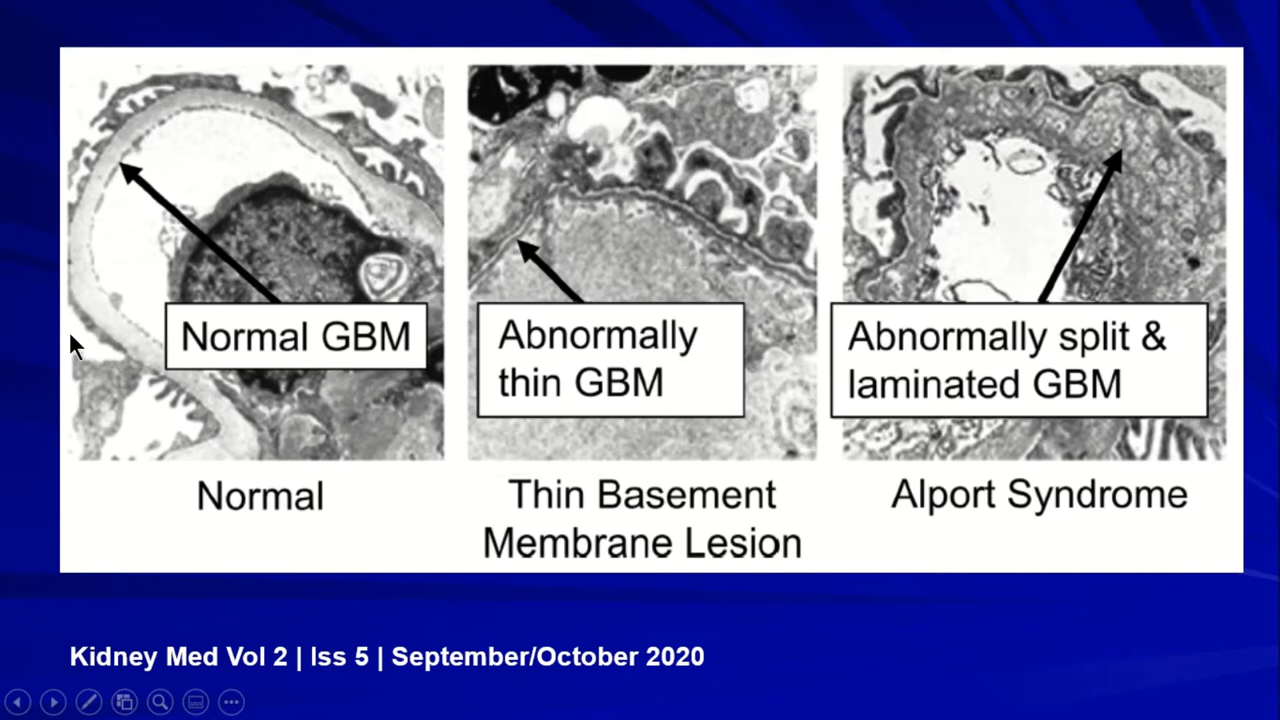 Normal GBM
Abnormally
thin GBM
Abnormally split &
laminated GBM
Normal
Thin Basement
Membrane Lesion
Alport Syndrome
Kidney Med Vol 2 | Iss 5 | September/October 2020